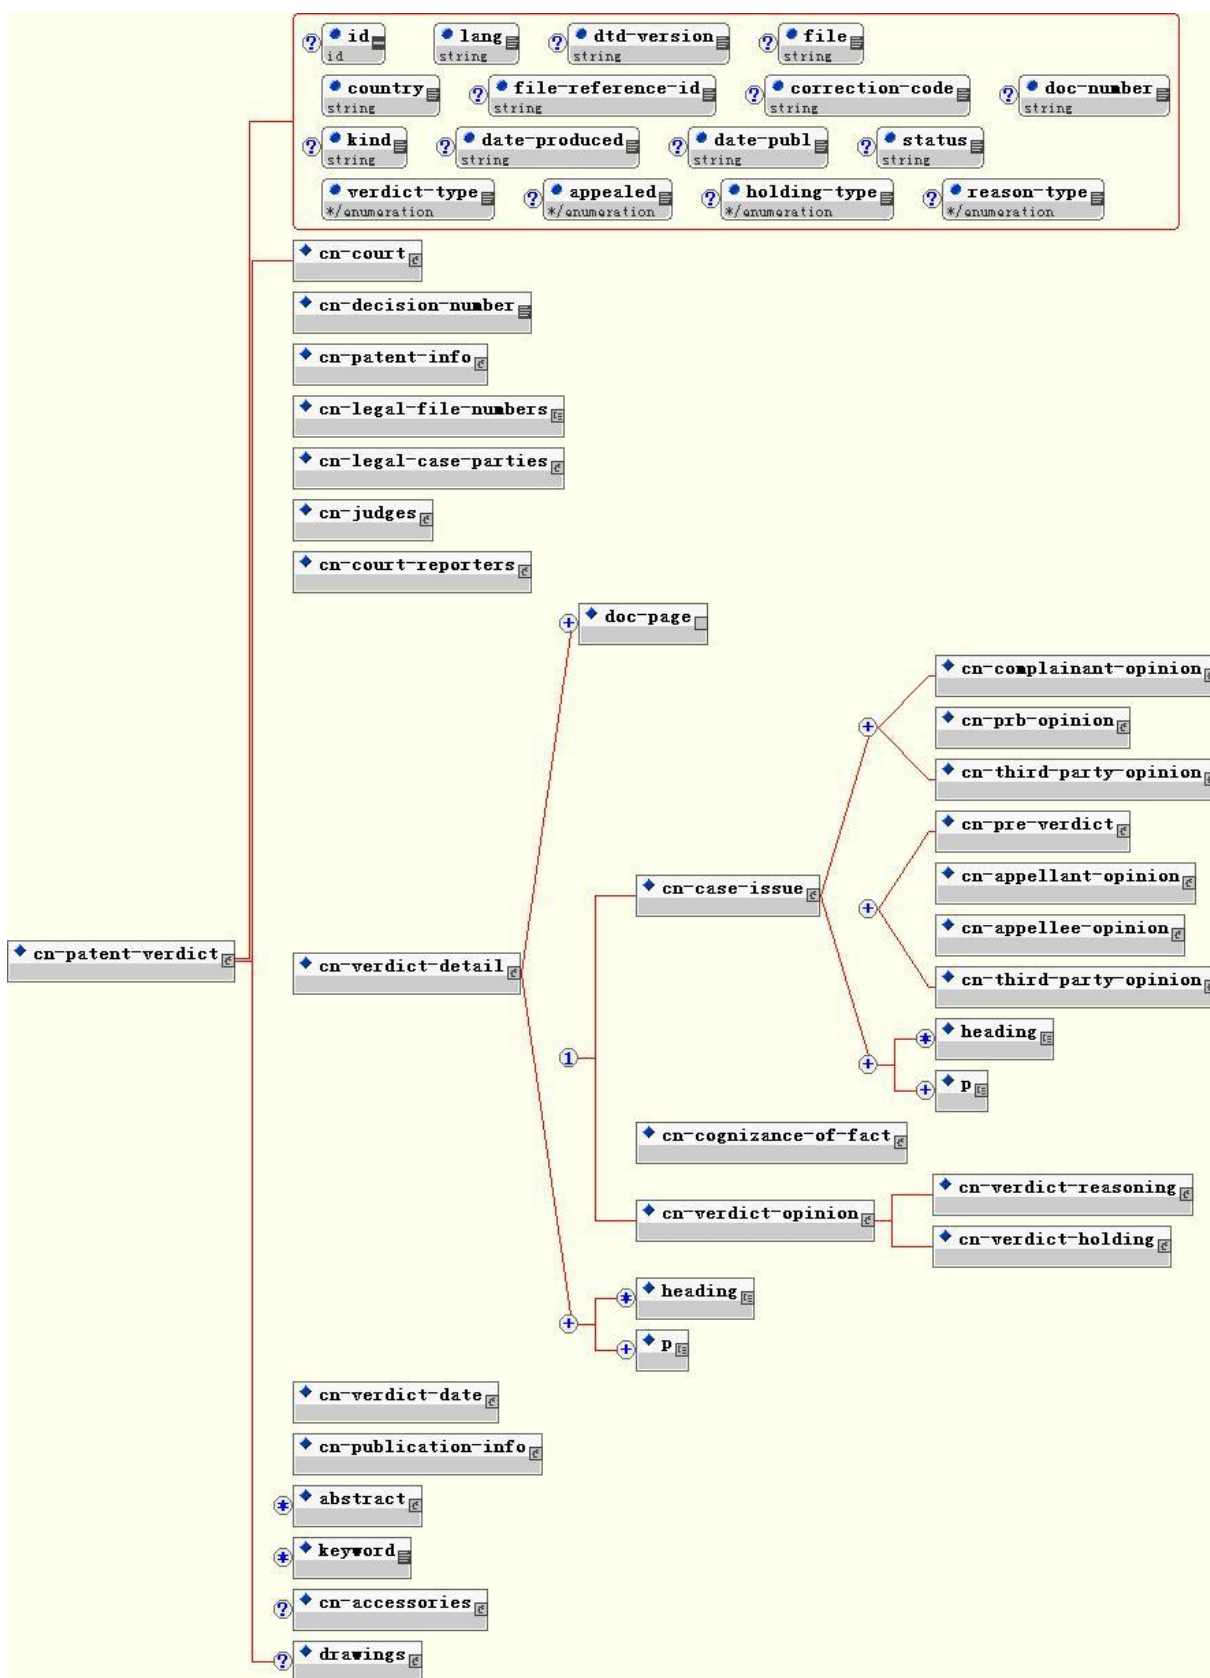 ? id lang ? dtd-version ? file
id string string string
country ? file-reference-id ? correction-code ? doc-number
string string string string
? kind ? date-produced ? date-publ ? status
string string string string
verdict-type ? appealed ? holding-type ? reason-type
*/enumeration */enumeration */enumeration */enumeration
cn-court
cn-decision-number
cn-patent-info
cn-legal-file-numbers
cn-legal-case-parties
cn-judges
cn-court-reporters
+ doc-page
cn-complainant-opinion
+
cn-prb-opinion
cn-third-party-opinion
cn-pre-verdict
cn-case-issue
cn-appellant-opinion
+
cn-appellee-opinion
cn-patent-verdict
cn-verdict-detail
cn-third-party-opinion
* heading
1
+
+ p
cn-cognizance-of-fact
cn-verdict-reasoning
cn-verdict-opinion
cn-verdict-holding
* heading
+
+ p
cn-verdict-date
cn-publication-info
* abstract
* keyword
? cn-accessories
? drawings